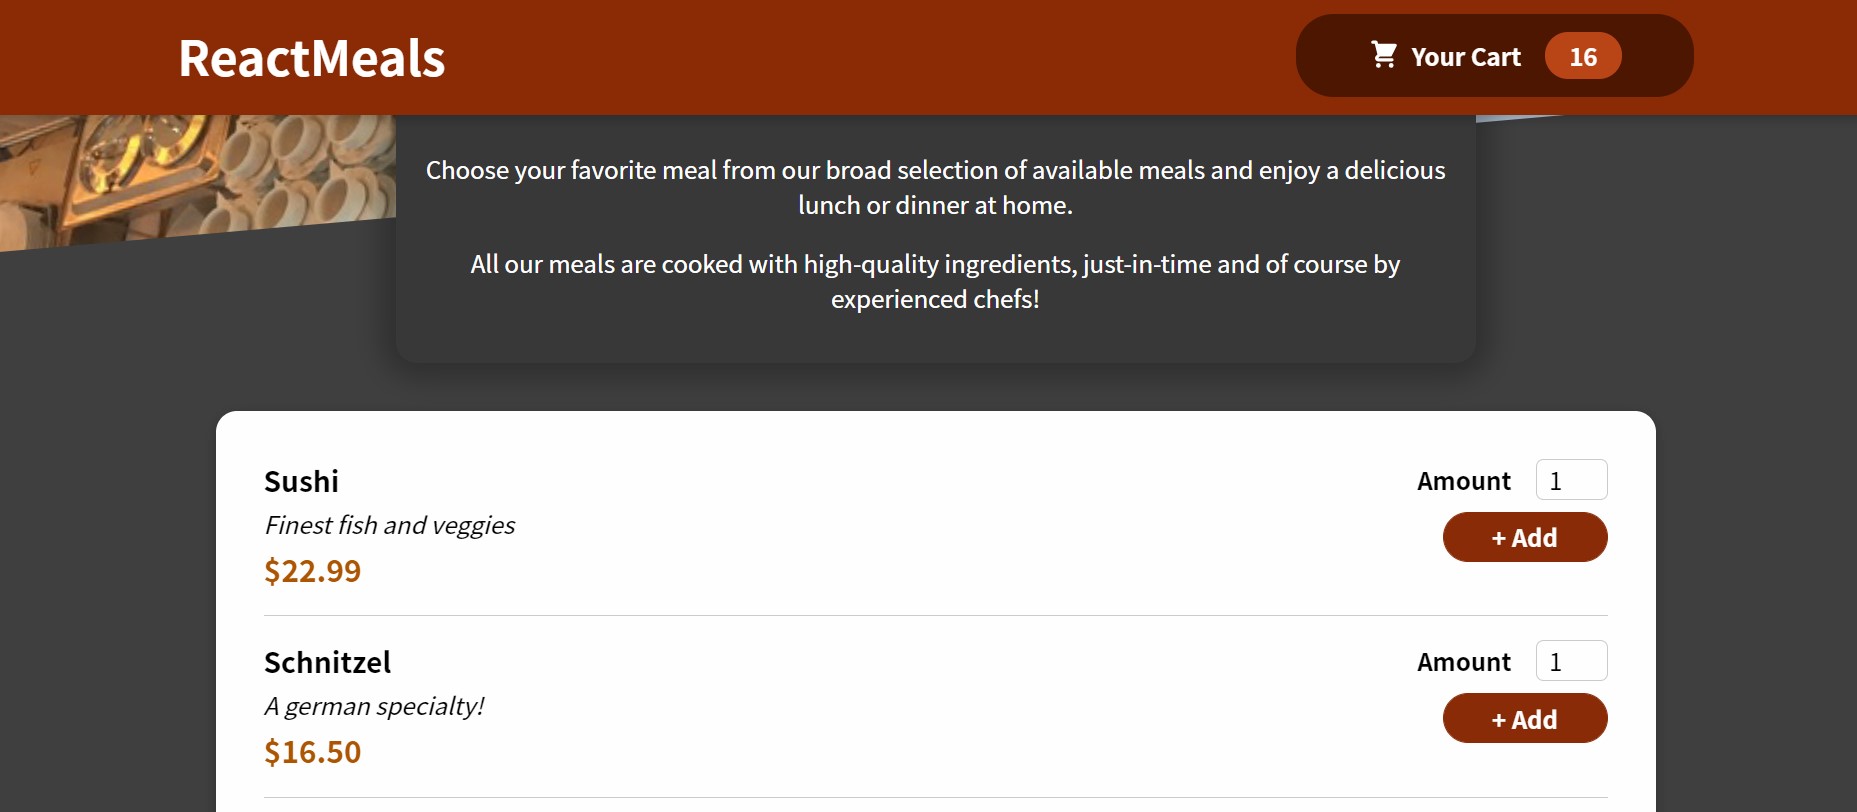 ReactMeals
Your Cart 16
Choose your favorite meal from our broad selection of available meals and enjoy a delicious
lunch or dinner at home.
All our meals are cooked with high-quality ingredients, just-in-time and of course by
experienced chefs!
Sushi
Amount 1
Finest fish and veggies
+ Add
$22.99
Schnitzel
Amount 1
A german specialty!
+ Add
$16.50